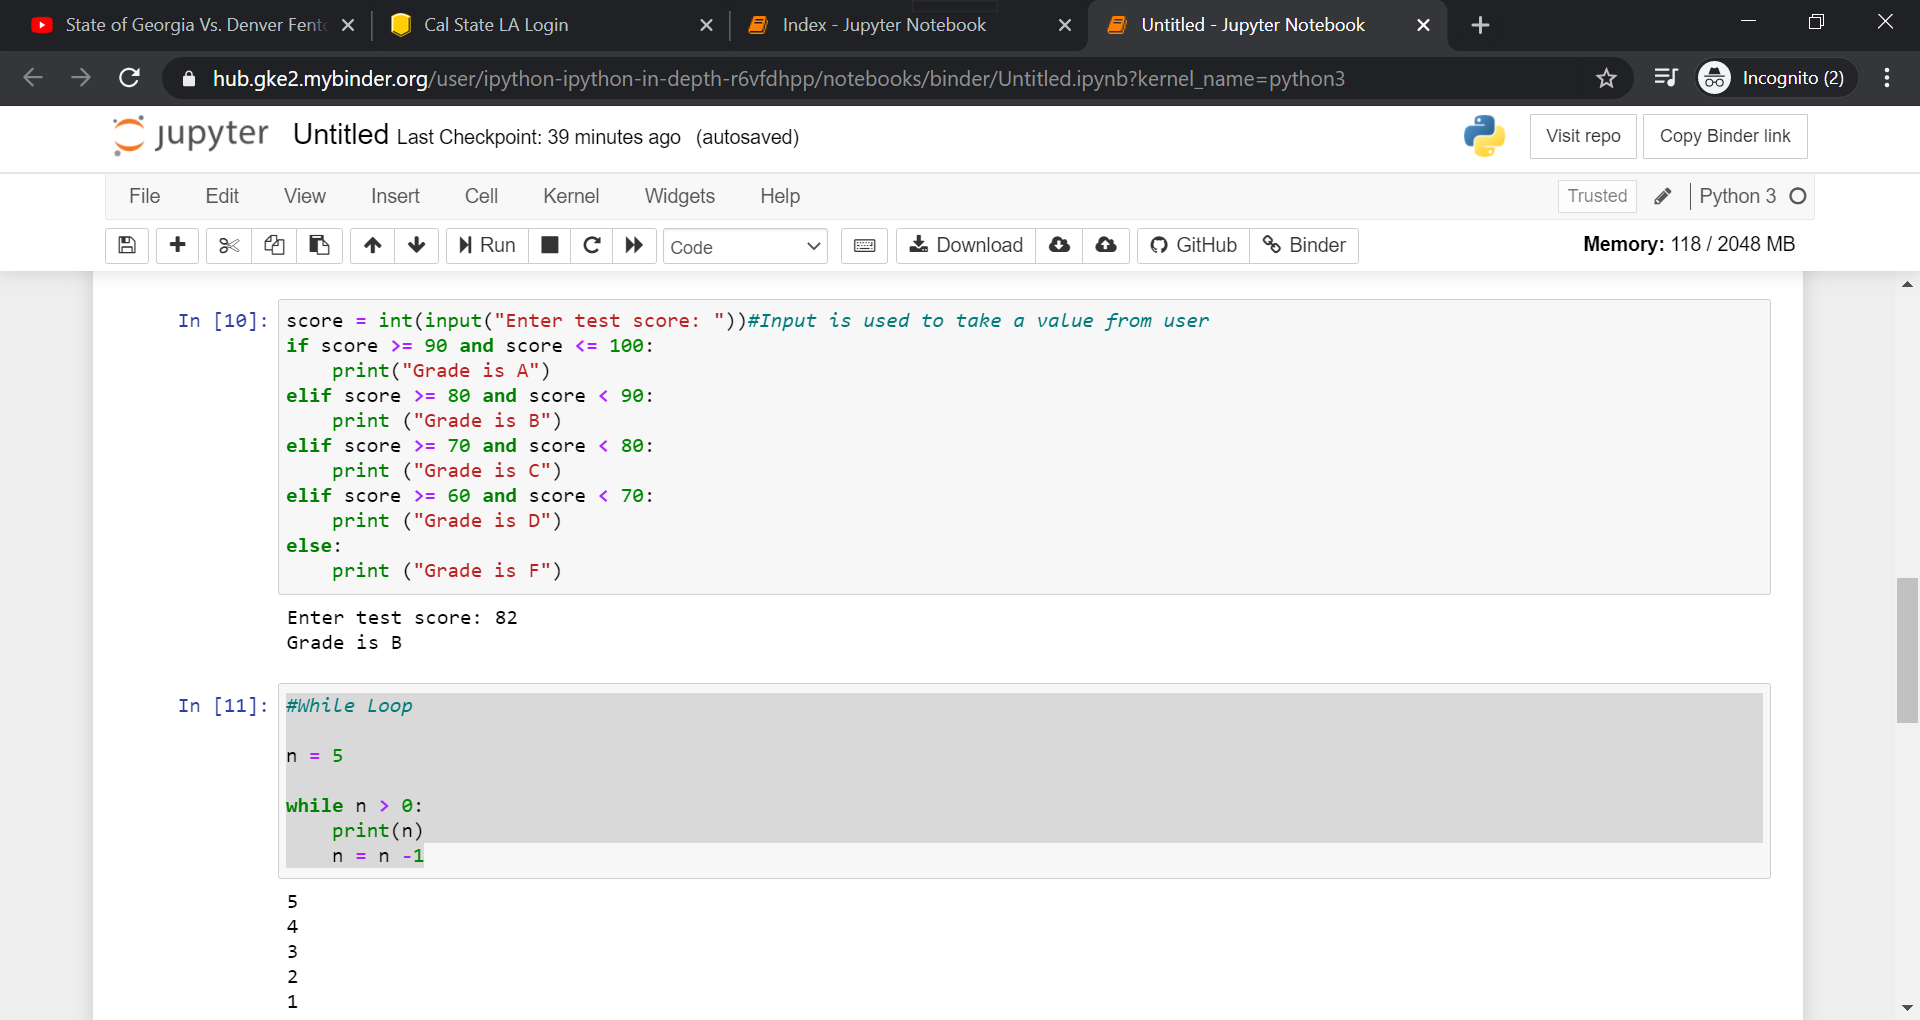 State of Georgia Vs. Denver Fent
Cal State LA Login
Index - Jupyter Notebook
Untitled - Jupyter Notebook
hub.gke2.mybinder.org/user/ipython-ipython-in-depth-r6vfdhpp/notebooks/binder/Untitled.ipynb?kernel_name=python3
Incognito (2)
jupyter Untitled Last Checkpoint: 39 minutes ago (autosaved)
Visit repo
Copy Binder link
File Edit View Insert Cell Kernel Widgets Help
Trusted
Python 3
Run
Code
Download
GitHub
Binder
Memory: 118 / 2048 MB
In [10]: score = int(input("Enter test score: "))#Input is used to take a value from user
if score >= 90 and score <= 100:
    print("Grade is A")
elif score >= 80 and score < 90:
    print ("Grade is B")
elif score >= 70 and score < 80:
    print ("Grade is C")
elif score >= 60 and score < 70:
    print ("Grade is D")
else:
    print ("Grade is F")
Enter test score: 82
Grade is B
In [11]: #While Loop
n = 5
while n > 0:
    print(n)
    n = n -1
5
4
3
2
1